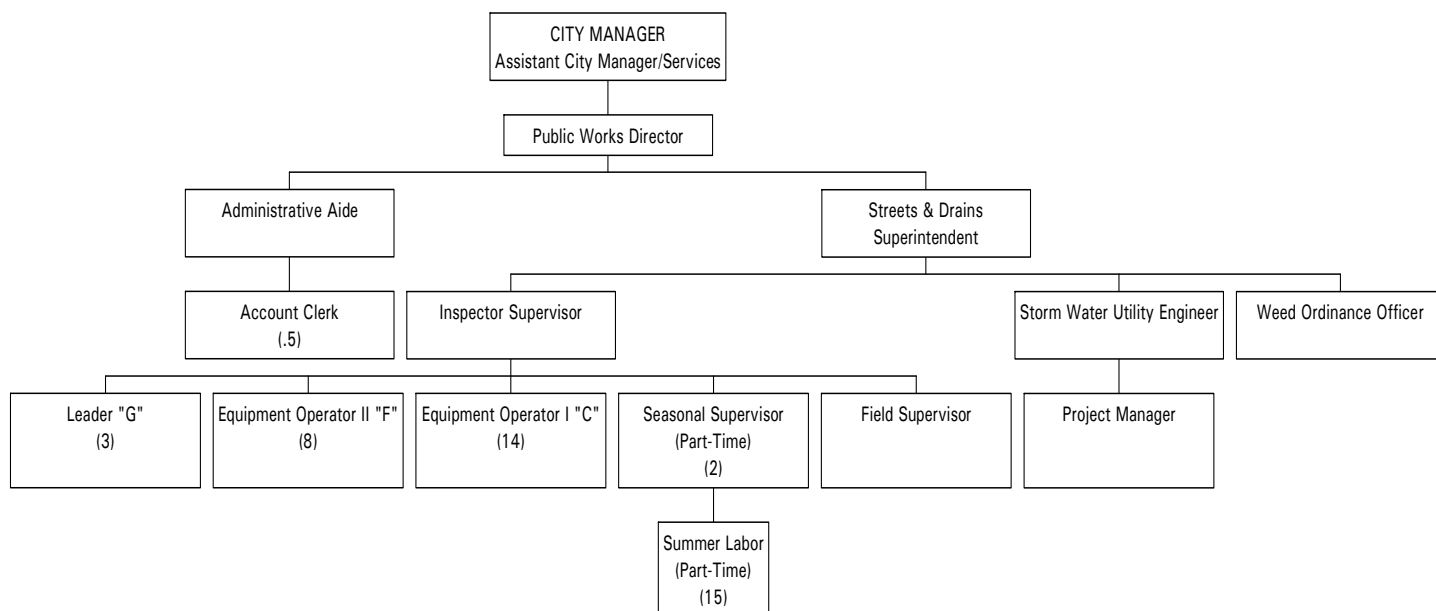 CITY MANAGER
Assistant City Manager/Services
Public Works Director
Administrative Aide
Streets & Drains
Superintendent
Account Clerk
(.5)
Inspector Supervisor
Storm Water Utility Engineer
Weed Ordinance Officer
Leader "G"
(3)
Equipment Operator II "F"
(8)
Equipment Operator I "C"
(14)
Seasonal Supervisor
(Part-Time)
(2)
Field Supervisor
Project Manager
Summer Labor
(Part-Time)
(15)